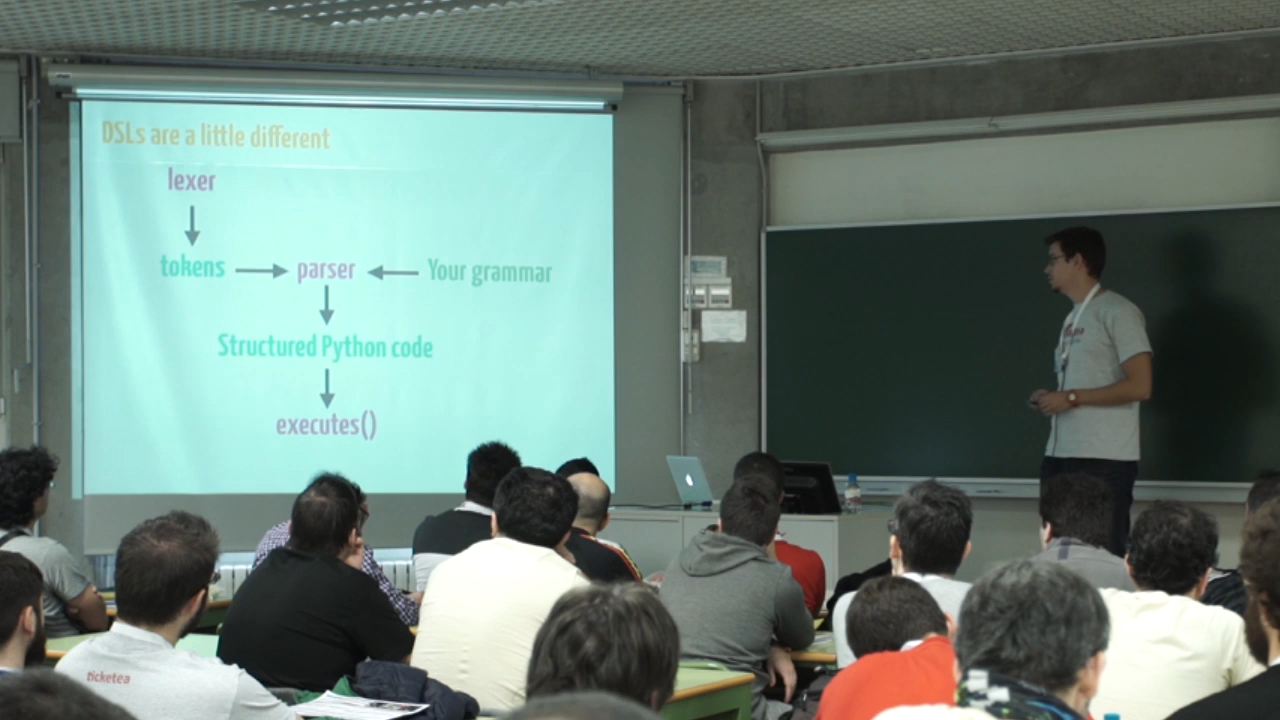 DSLs are a little different
lexer
tokens parser Your grammar
Structured Python code
executes()
ticketea